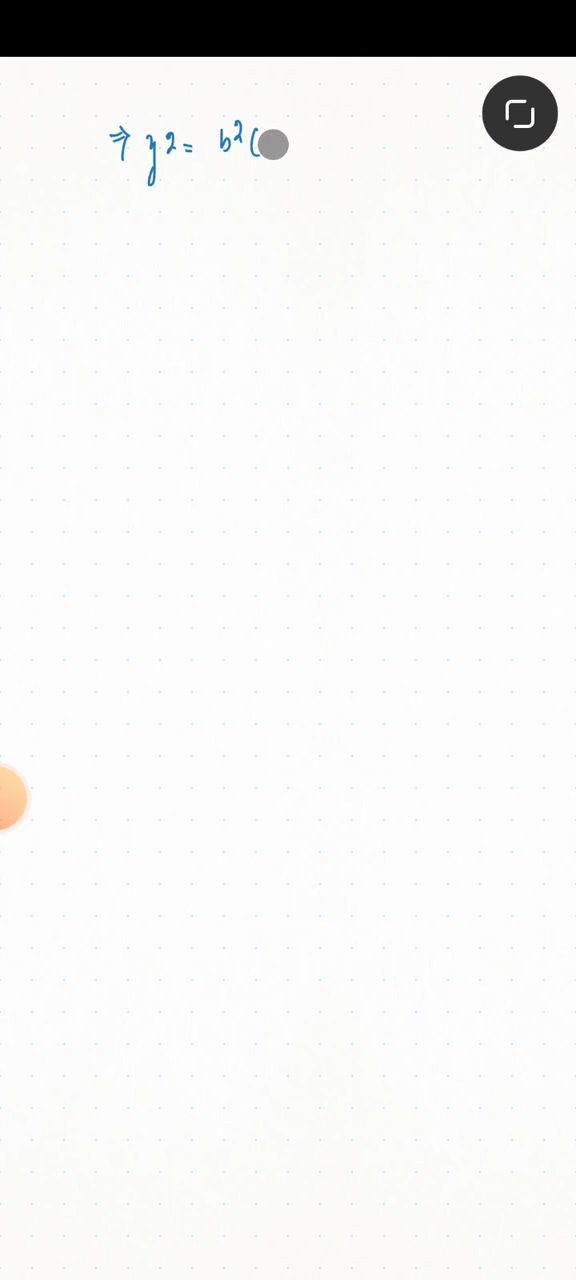 ⇒ y2 = b²(